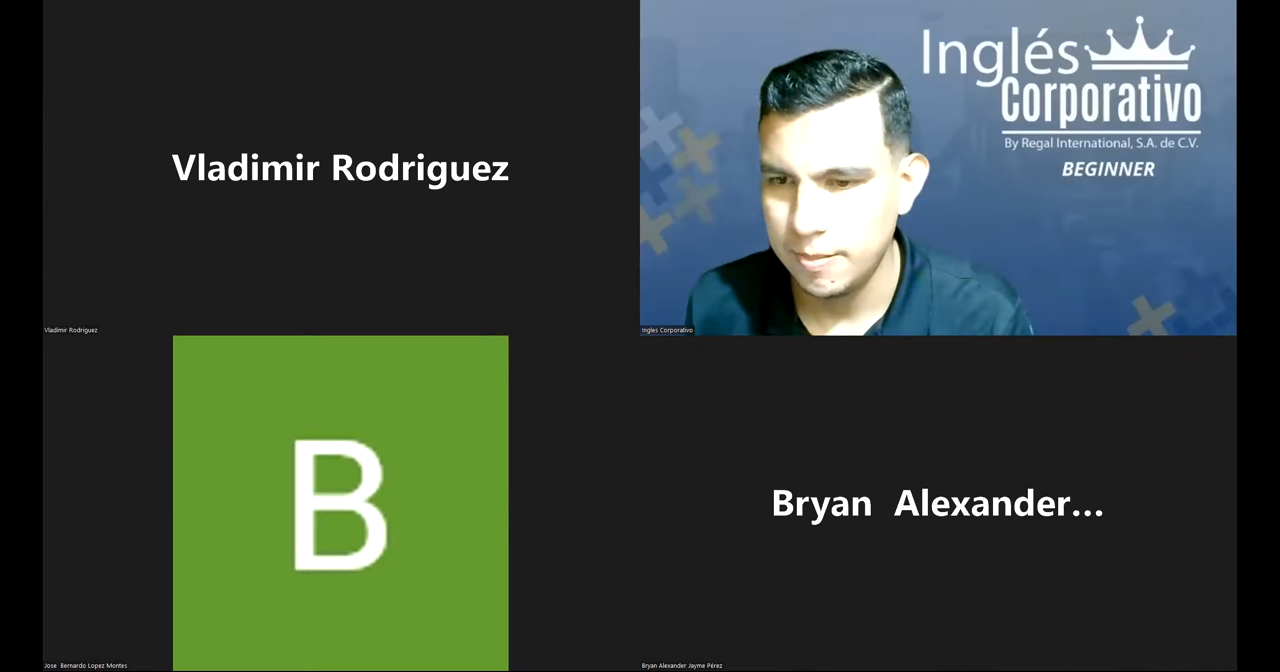 Vladimir Rodriguez
Vladimir Rodriguez
Inglés
Corporativo
By Regal International, S.A. de C.V.
BEGINNER
Ingles Corporativo
B
Jose Bernardo Lopez Montes
Bryan Alexander...
Bryan Alexander Jayme Pérez